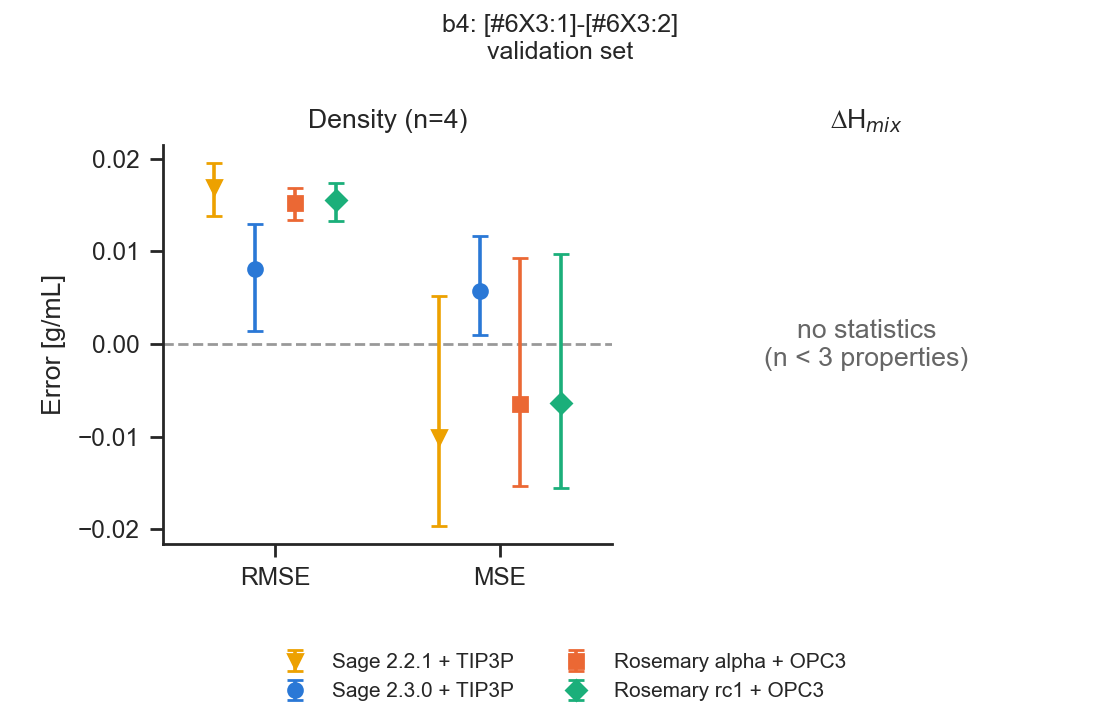 b4: [#6X3:1]-[#6X3:2]
validation set
Density (n=4)
ΔHmix
0.02
0.01
0.00
−0.01
−0.02
Error [g/mL]
RMSE
MSE
no statistics
(n < 3 properties)
Sage 2.2.1 + TIP3P
Sage 2.3.0 + TIP3P
Rosemary alpha + OPC3
Rosemary rc1 + OPC3